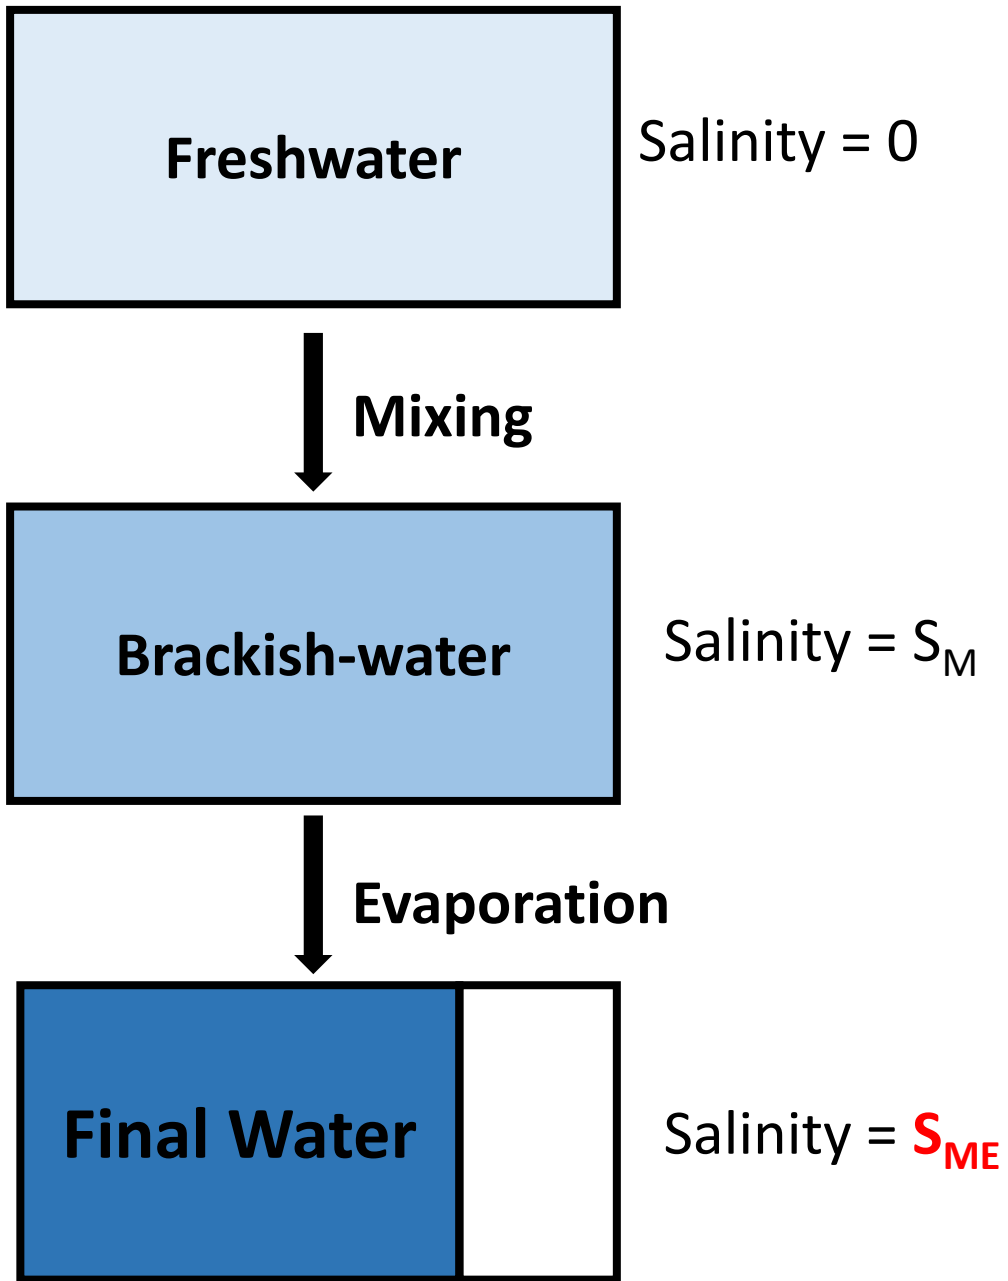 Freshwater
Salinity = 0
Mixing
Brackish-water
Salinity = SM
Evaporation
Final Water
Salinity = SME